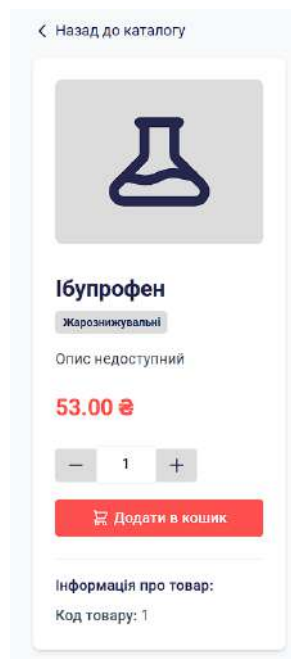 Назад до каталогу
Ібупрофен
Жарознижувальні
Опис недоступний
53.00 ₴
— 1 +
Додати в кошик
Інформація про товар:
Код товару: 1